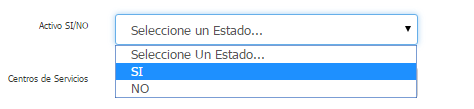 Activo SI/NO
Seleccione un Estado...
Seleccione Un Estado...
SI
NO
Centros de Servicios